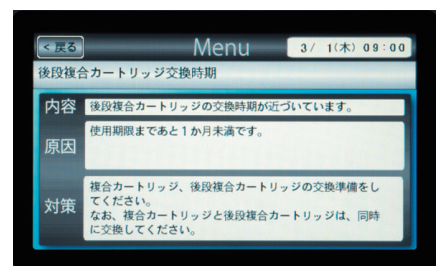 < 戻る Menu 3/ 1(木) 09:00
後段複合カートリッジ交換時期
内容 後段複合カートリッジの交換時期が近づいています。
原因 使用期限まであと1か月未満です。
対策 複合カートリッジ、後段複合カートリッジの交換準備をし
てください。
なお、複合カートリッジと後段複合カートリッジは、同時
に交換してください。